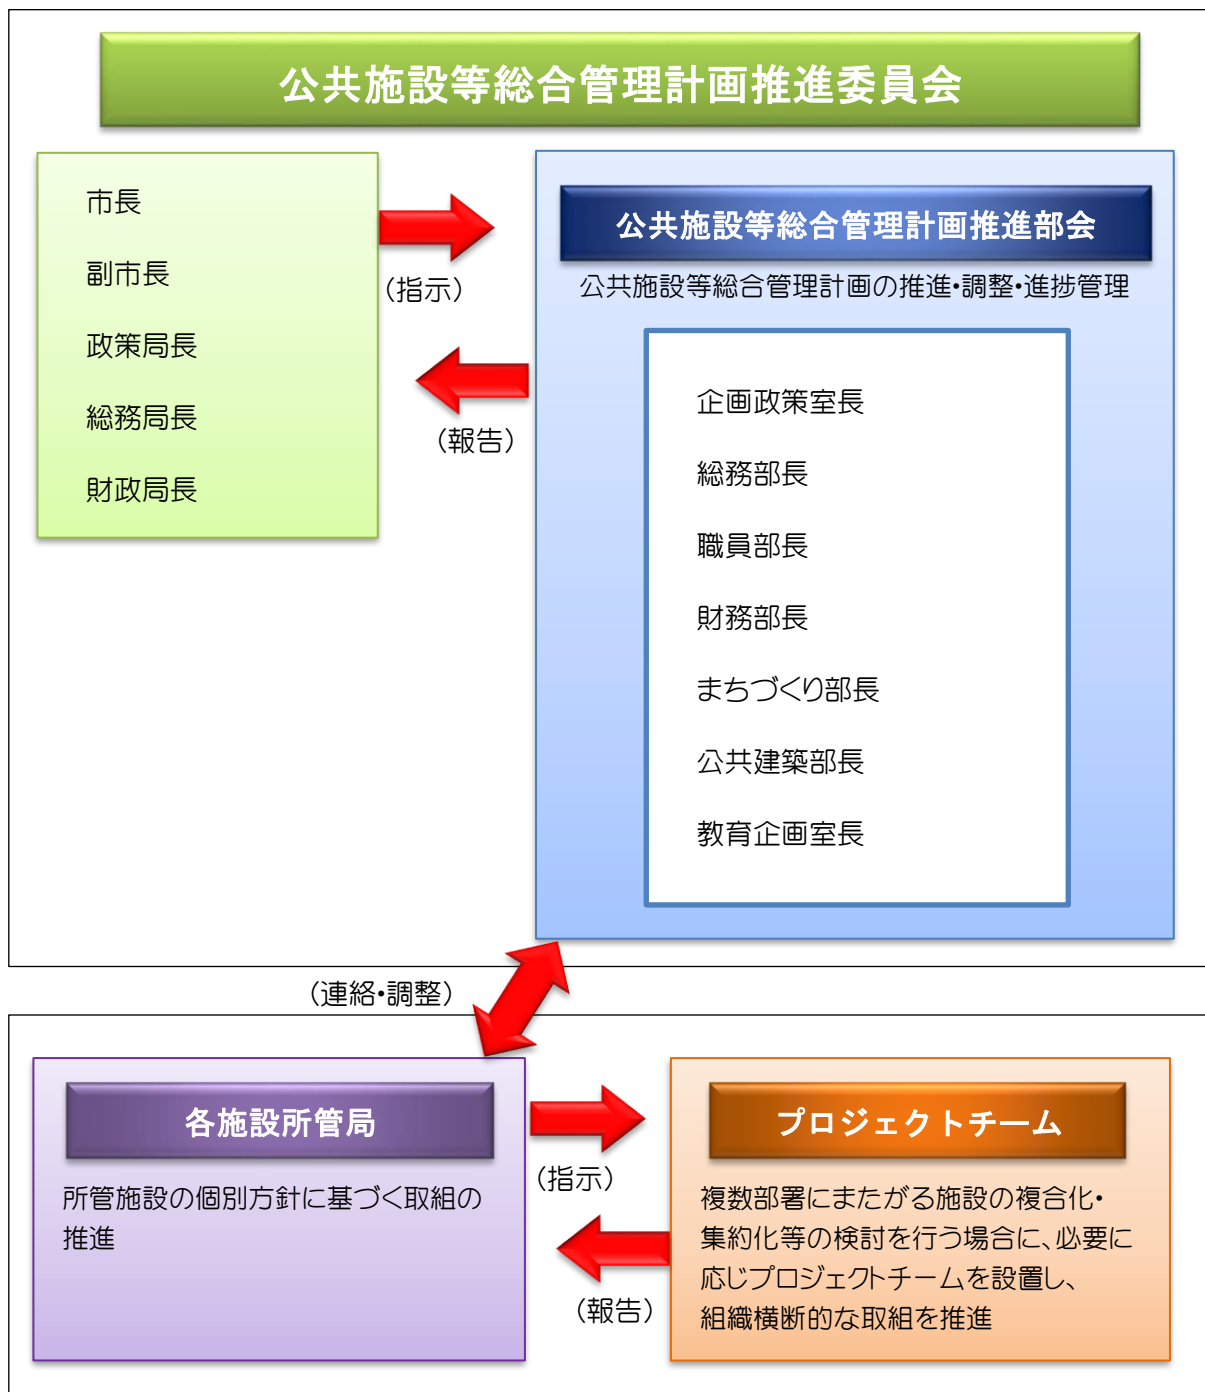 公共施設等総合管理計画推進委員会
市長
副市長
政策局長
総務局長
財政局長
（指示）
（報告）
公共施設等総合管理計画推進部会
公共施設等総合管理計画の推進・調整・進捗管理
企画政策室長
総務部長
職員部長
財務部長
まちづくり部長
公共建築部長
教育企画室長
（連絡・調整）
各施設所管局
所管施設の個別方針に基づく取組の
推進
（指示）
（報告）
プロジェクトチーム
複数部署にまたがる施設の複合化・
集約化等の検討を行う場合に、必要に
応じプロジェクトチームを設置し、
組織横断的な取組を推進